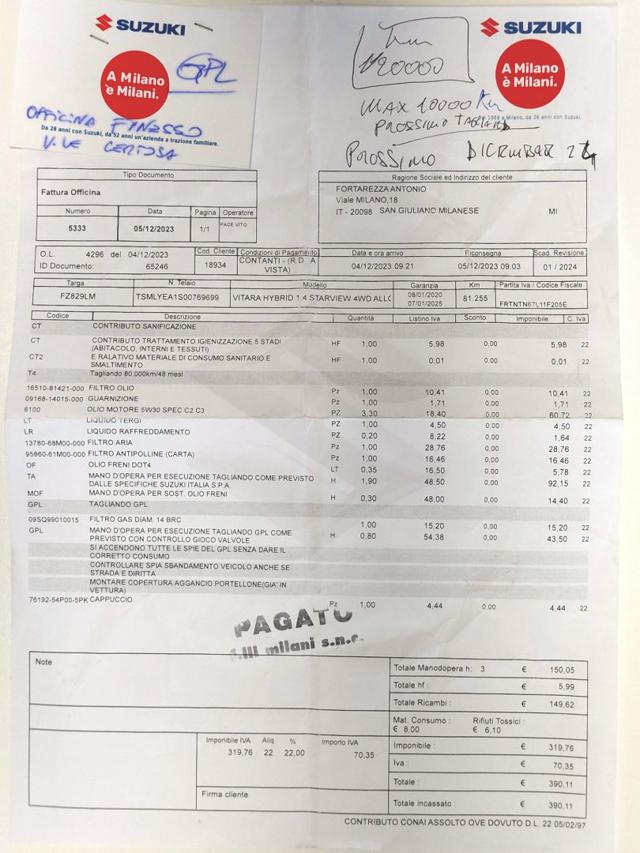 SUZUKI
A Milano
è Milani.
GPL
OFFICINA FINESSO
Da 28 anni con Suzuki, da 52 anni un'azienda a trazione familiare.
V.LE CERTOSA
SUZUKI
A Milano
è Milani.
120000
MAX 10000 Km
PROSSIMO
PROSSIMO DICEMBRE 24
Tipo Documento
Fattura Officina
Numero Data Pagina Operatore
5333 05/12/2023 1/1 PACE VITO
Ragione Sociale ed Indirizzo del cliente
FORTAREZZA ANTONIO
Viale MILANO,18
IT - 20098 SAN GIULIANO MILANESE MI
O.L. 4296 del 04/12/2023
ID Documento: 65246
Cod. Cliente
18934
Condizioni di Pagamento
CONTANTI - (R.D. A VISTA)
Data e ora arrivo
04/12/2023 09.21
Riconsegna
05/12/2023 09.03
Scad. Revisione
01 / 2024
Targa N. Telaio Modello Garanzia Km Partita Iva / Codice Fiscale
FZ829LM TSMLYEA1S00769699 VITARA HYBRID 1.4 STARVIEW 4WD ALLG 08/01/2020 07/01/2025 81.255 FRTNTN67L11F205E
Codice Descrizione Quantità Listino Iva Sconto Imponibile C. Iva
CT CONTRIBUTO SANIFICAZIONE
CT CONTRIBUTO TRATTAMENTO IGIENIZZAZIONE 5 STADI HF 1,00 5,98 0,00 5,98 22
(ABITACOLO, INTERNI E TESSUTI)
CT2 E RALATIVO MATERIALE DI CONSUMO SANITARIO E HF 1,00 0,01 0,00 0,01 22
SMALTIMENTO
T4 Tagliando 80.000km/48 mesi
16510-81421-000 FILTRO OLIO Pz 1,00 10,41 0,00 10,41 22
09168-14015-000 GUARNIZIONE Pz 1,00 1,71 0,00 1,71 22
6100 OLIO MOTORE 5W30 SPEC C2 C3 PZ 3,30 18,40 0,00 60,72 22
LT LIQUIDO TERGI PZ 1,00 4,50 0,00 4,50 22
LR LIQUIDO RAFFREDDAMENTO PZ 0,20 8,22 0,00 1,64 22
13780-68M00-000 FILTRO ARIA Pz 1,00 28,76 0,00 28,76 22
95860-61M00-000 FILTRO ANTIPOLLINE (CARTA) Pz 1,00 16,46 0,00 16,46 22
OF OLIO FRENI DOT4 LT 0,35 16,50 0,00 5,78 22
TA MANO D'OPERA PER ESECUZIONE TAGLIANDO COME PREVISTO H 1,90 48,50 0,00 92,15 22
DALLE SPECIFICHE SUZUKI ITALIA S.P.A.
MOF MANO D'OPERA PER SOST. OLIO FRENI H 0,30 48,00 0,00 14,40 22
GPL TAGLIANDO GPL
09SQ99010015 FILTRO GAS DIAM. 14 BRC 1,00 15,20 0,00 15,20 22
GPL MANO D'OPERA PER ESECUZIONE TAGLIANDO GPL COME H 0,80 54,38 0,00 43,50 22
PREVISTO CON CONTROLLO GIOCO VALVOLE
SI ACCENDONO TUTTE LE SPIE DEL GPL SENZA DARE IL
CORRETTO CONSUMO
CONTROLLARE SPIA SBANDAMENTO VEICOLO ANCHE SE
STRADA E DIRITTA
MONTARE COPERTURA AGGANCIO PORTELLONE(GIA' IN
VETTURA)
76192-54P00-5PK CAPPUCCIO Pz 1,00 4,44 0,00 4,44 22
PAGATO
f.lli milani s.n.c.
Note
Totale Manodopera h: 3 € 150,05
Totale hf : € 5,99
Totale Ricambi : € 149,62
Mat. Consumo : Rifiuti Tossici :
€ 8,00 € 6,10
Imponibile IVA Aliq % Importo IVA
319,76 22 22,00 70,35
Imponibile : € 319,76
Iva : € 70,35
Totale : € 390,11
Firma cliente
Totale incassato : € 390,11
CONTRIBUTO CONAI ASSOLTO OVE DOVUTO D.L. 22 05/02/97